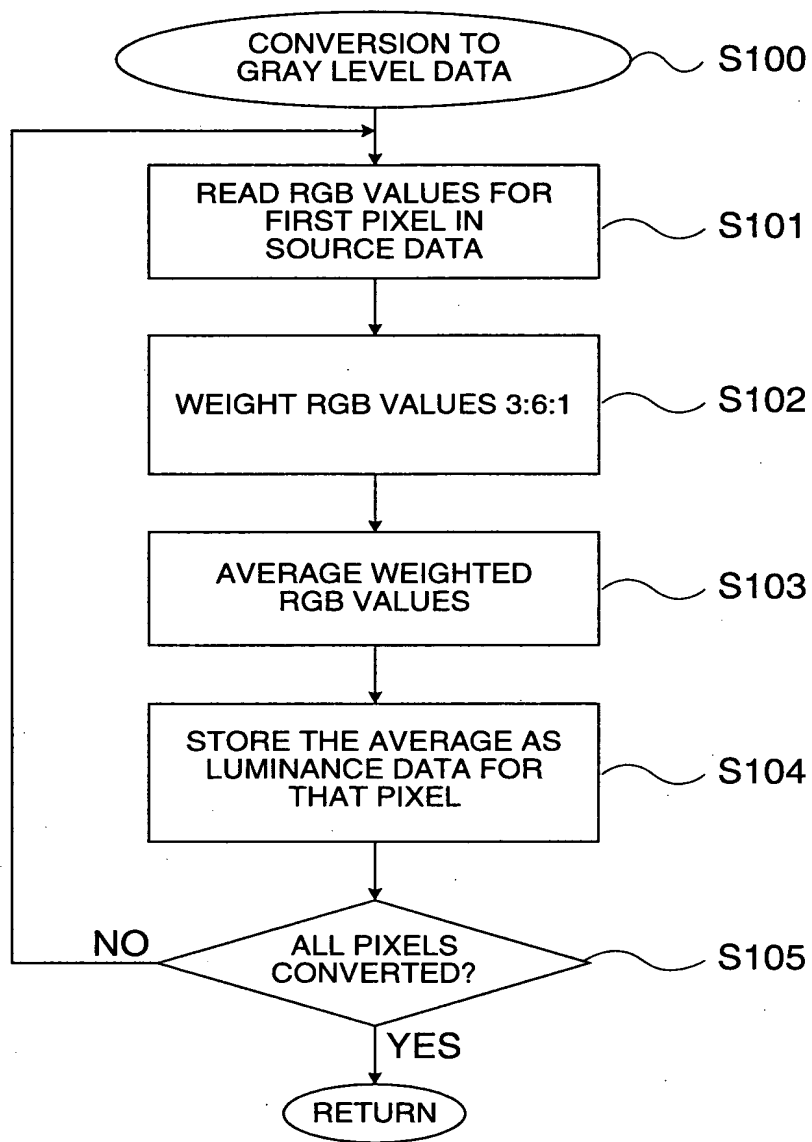 CONVERSION TO
GRAY LEVEL DATA
S100
READ RGB VALUES FOR
FIRST PIXEL IN
SOURCE DATA
S101
WEIGHT RGB VALUES 3:6:1
S102
AVERAGE WEIGHTED
RGB VALUES
S103
STORE THE AVERAGE AS
LUMINANCE DATA FOR
THAT PIXEL
S104
NO
ALL PIXELS
CONVERTED?
S105
YES
RETURN